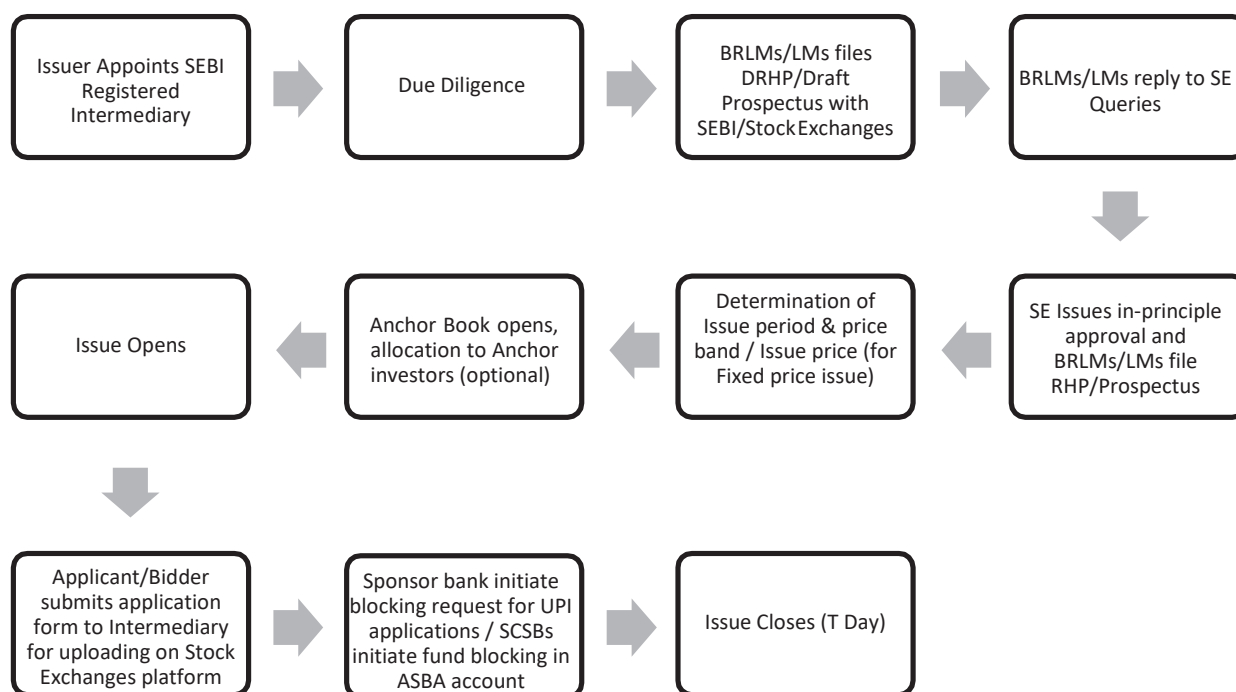 Issuer Appoints SEBI
Registered
Intermediary
Due Diligence
BRLMs/LMs files
DRHP/Draft
Prospectus with
SEBI/StockExchanges
BRLMs/LMs reply to SE
Queries
SE Issues in-principle
approval and
BRLMs/LMs file
RHP/Prospectus
Determination of
Issue period & price
band / Issue price (for
Fixed price issue)
Anchor Book opens,
allocation to Anchor
investors (optional)
Issue Opens
Applicant/Bidder
submits application
form to Intermediary
for uploading on Stock
Exchanges platform
Sponsor bank initiate
blocking request for UPI
applications / SCSBs
initiate fund blocking in
ASBA account
Issue Closes (T Day)